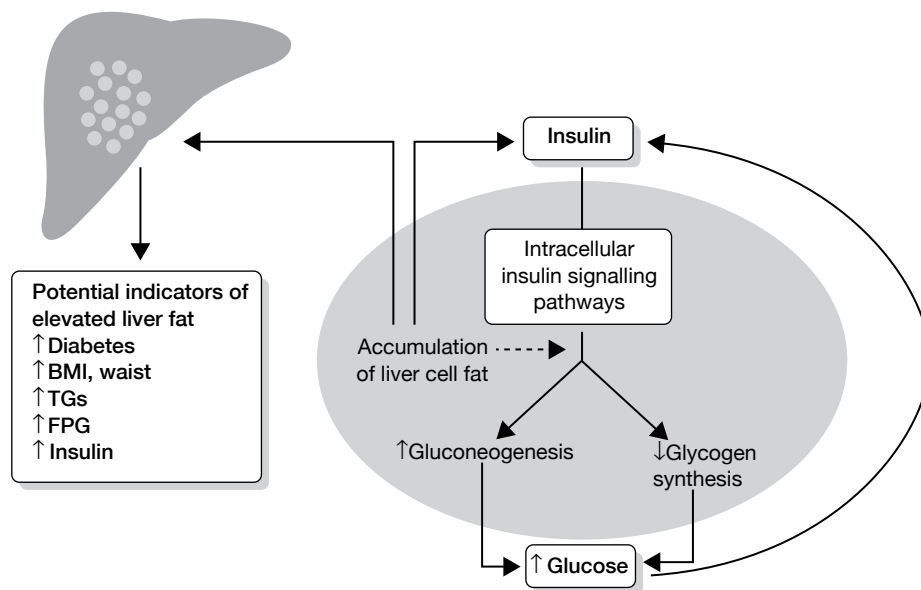 Insulin
Intracellular
insulin signalling
pathways
Potential indicators of
elevated liver fat
↑Diabetes
↑BMI, waist
↑TGs
↑FPG
↑Insulin
Accumulation
of liver cell fat
↑Gluconeogenesis
↓Glycogen
synthesis
↑ Glucose